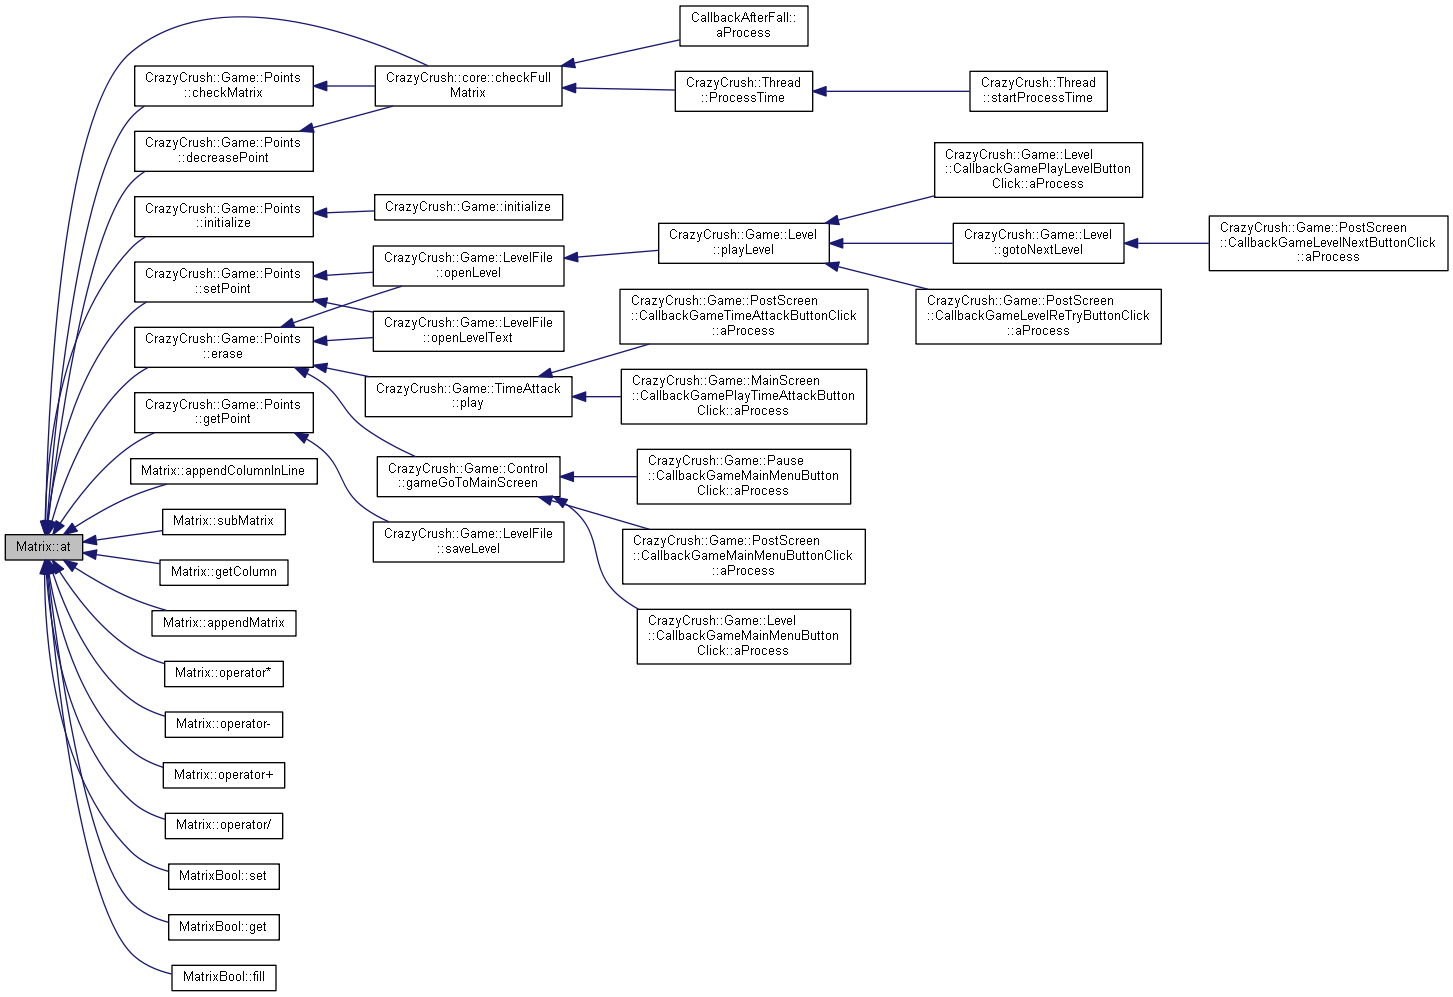 CallbackAfterFall::
aProcess
CrazyCrush::Game::Points
::checkMatrix
CrazyCrush::core::checkFull
Matrix
CrazyCrush::Thread
::ProcessTime
CrazyCrush::Thread
::startProcessTime
CrazyCrush::Game::Points
::decreasePoint
CrazyCrush::Game::Level
::CallbackGamePlayLevelButton
Click::aProcess
CrazyCrush::Game::Points
::initialize
CrazyCrush::Game::initialize
CrazyCrush::Game::Level
::playLevel
CrazyCrush::Game::Level
::gotoNextLevel
CrazyCrush::Game::PostScreen
::CallbackGameLevelNextButtonClick
::aProcess
CrazyCrush::Game::Points
::setPoint
CrazyCrush::Game::LevelFile
::openLevel
CrazyCrush::Game::PostScreen
::CallbackGameTimeAttackButtonClick
::aProcess
CrazyCrush::Game::PostScreen
::CallbackGameLevelReTryButtonClick
::aProcess
CrazyCrush::Game::LevelFile
::openLevelText
CrazyCrush::Game::Points
::erase
CrazyCrush::Game::TimeAttack
::play
CrazyCrush::Game::MainScreen
::CallbackGamePlayTimeAttackButton
Click::aProcess
CrazyCrush::Game::Points
::getPoint
Matrix::appendColumnInLine
CrazyCrush::Game::Control
::gameGoToMainScreen
CrazyCrush::Game::Pause
::CallbackGameMainMenuButton
Click::aProcess
Matrix::subMatrix
CrazyCrush::Game::LevelFile
::saveLevel
CrazyCrush::Game::PostScreen
::CallbackGameMainMenuButtonClick
::aProcess
Matrix::at
Matrix::getColumn
Matrix::appendMatrix
CrazyCrush::Game::Level
::CallbackGameMainMenuButton
Click::aProcess
Matrix::operator*
Matrix::operator-
Matrix::operator+
Matrix::operator/
MatrixBool::set
MatrixBool::get
MatrixBool::fill